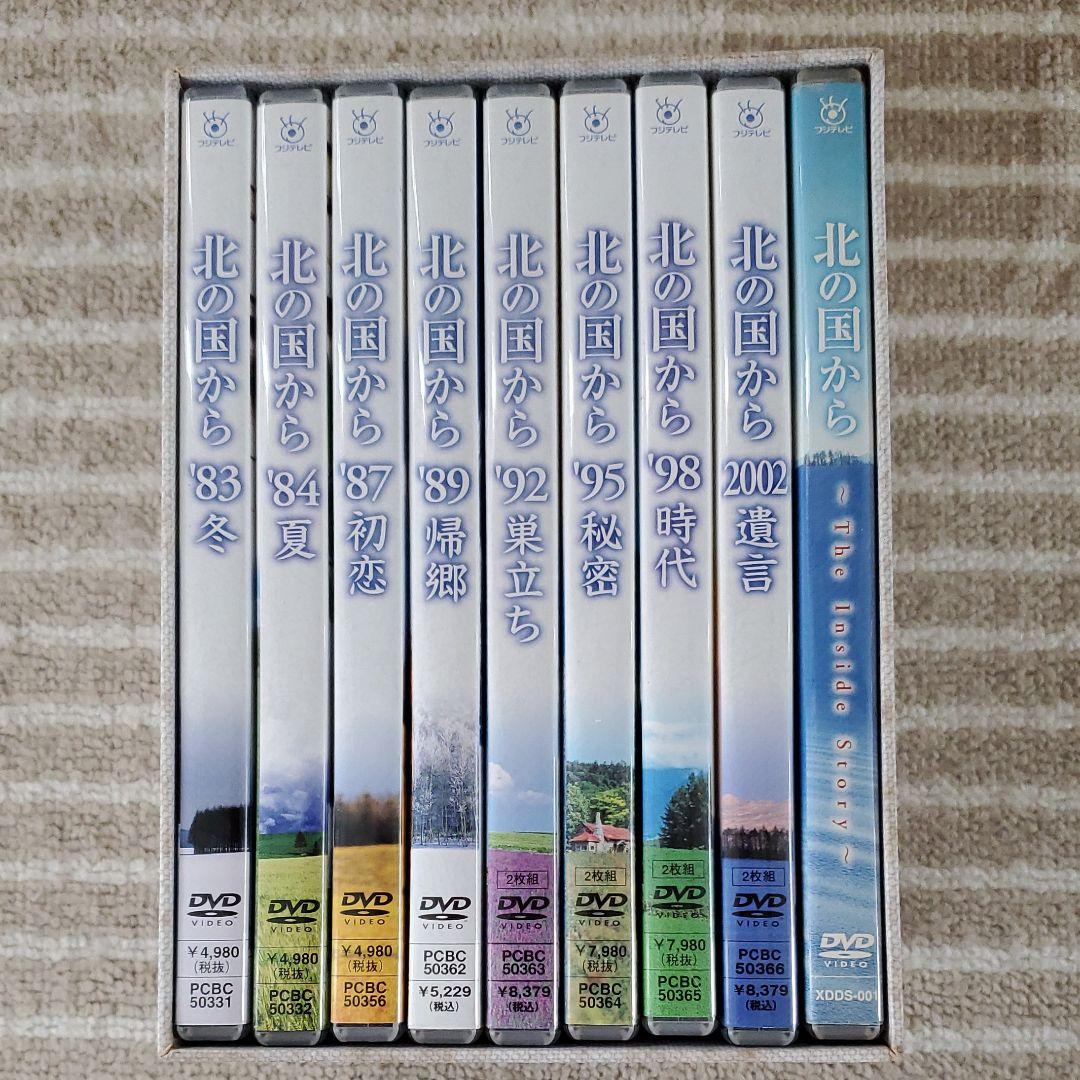 フジテレビ
北の国から
'83 冬
DVD
VIDEO
¥4,980
(税抜)
PCBC
50331
フジテレビ
北の国から
'84 夏
DVD
VIDEO
¥4,980
(税抜)
PCBC
50332
フジテレビ
北の国から
'87 初恋
DVD
VIDEO
¥4,980
(税抜)
PCBC
50356
フジテレビ
北の国から
'89 帰郷
DVD
VIDEO
PCBC
50362
¥5,229
(税込)
フジテレビ
北の国から
'92 巣立ち
2枚組
DVD
VIDEO
PCBC
50363
¥8,379
(税込)
フジテレビ
北の国から
'95 秘密
2枚組
DVD
VIDEO
¥7,980
(税抜)
PCBC
50364
フジテレビ
北の国から
'98 時代
2枚組
DVD
VIDEO
¥7,980
(税抜)
PCBC
50365
フジテレビ
北の国から
2002 遺言
2枚組
DVD
VIDEO
PCBC
50366
¥8,379
(税込)
フジテレビ
北の国から
～The Inside Story～
DVD
VIDEO
XDDS-001